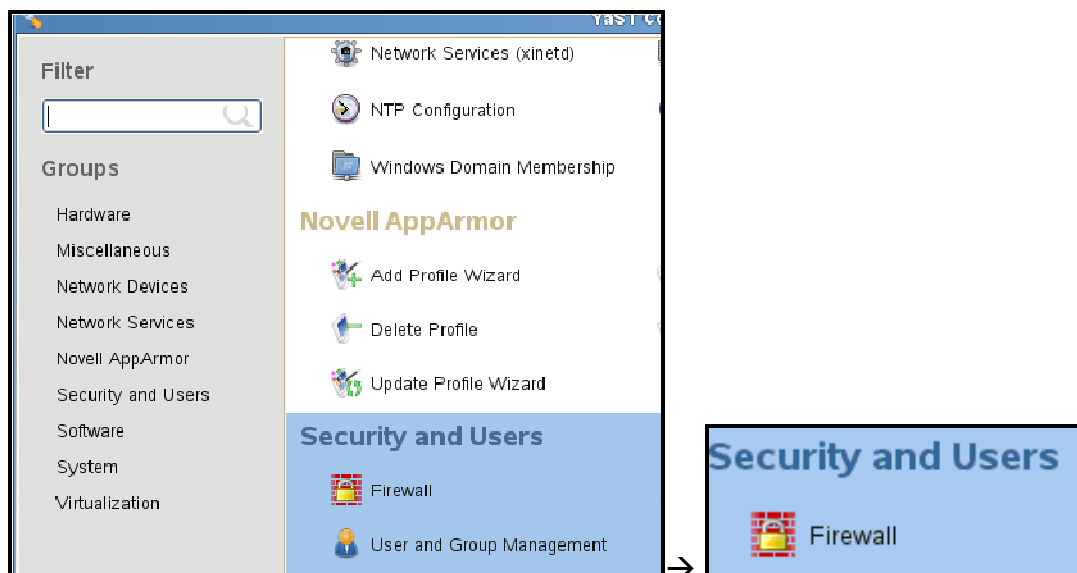 YaST Co
Filter
Groups
Hardware
Miscellaneous
Network Devices
Network Services
Novell AppArmor
Security and Users
Software
System
Virtualization
Network Services (xinetd)
NTP Configuration
Windows Domain Membership
Novell AppArmor
Add Profile Wizard
Delete Profile
Update Profile Wizard
Security and Users
Firewall
User and Group Management
→
Security and Users
Firewall